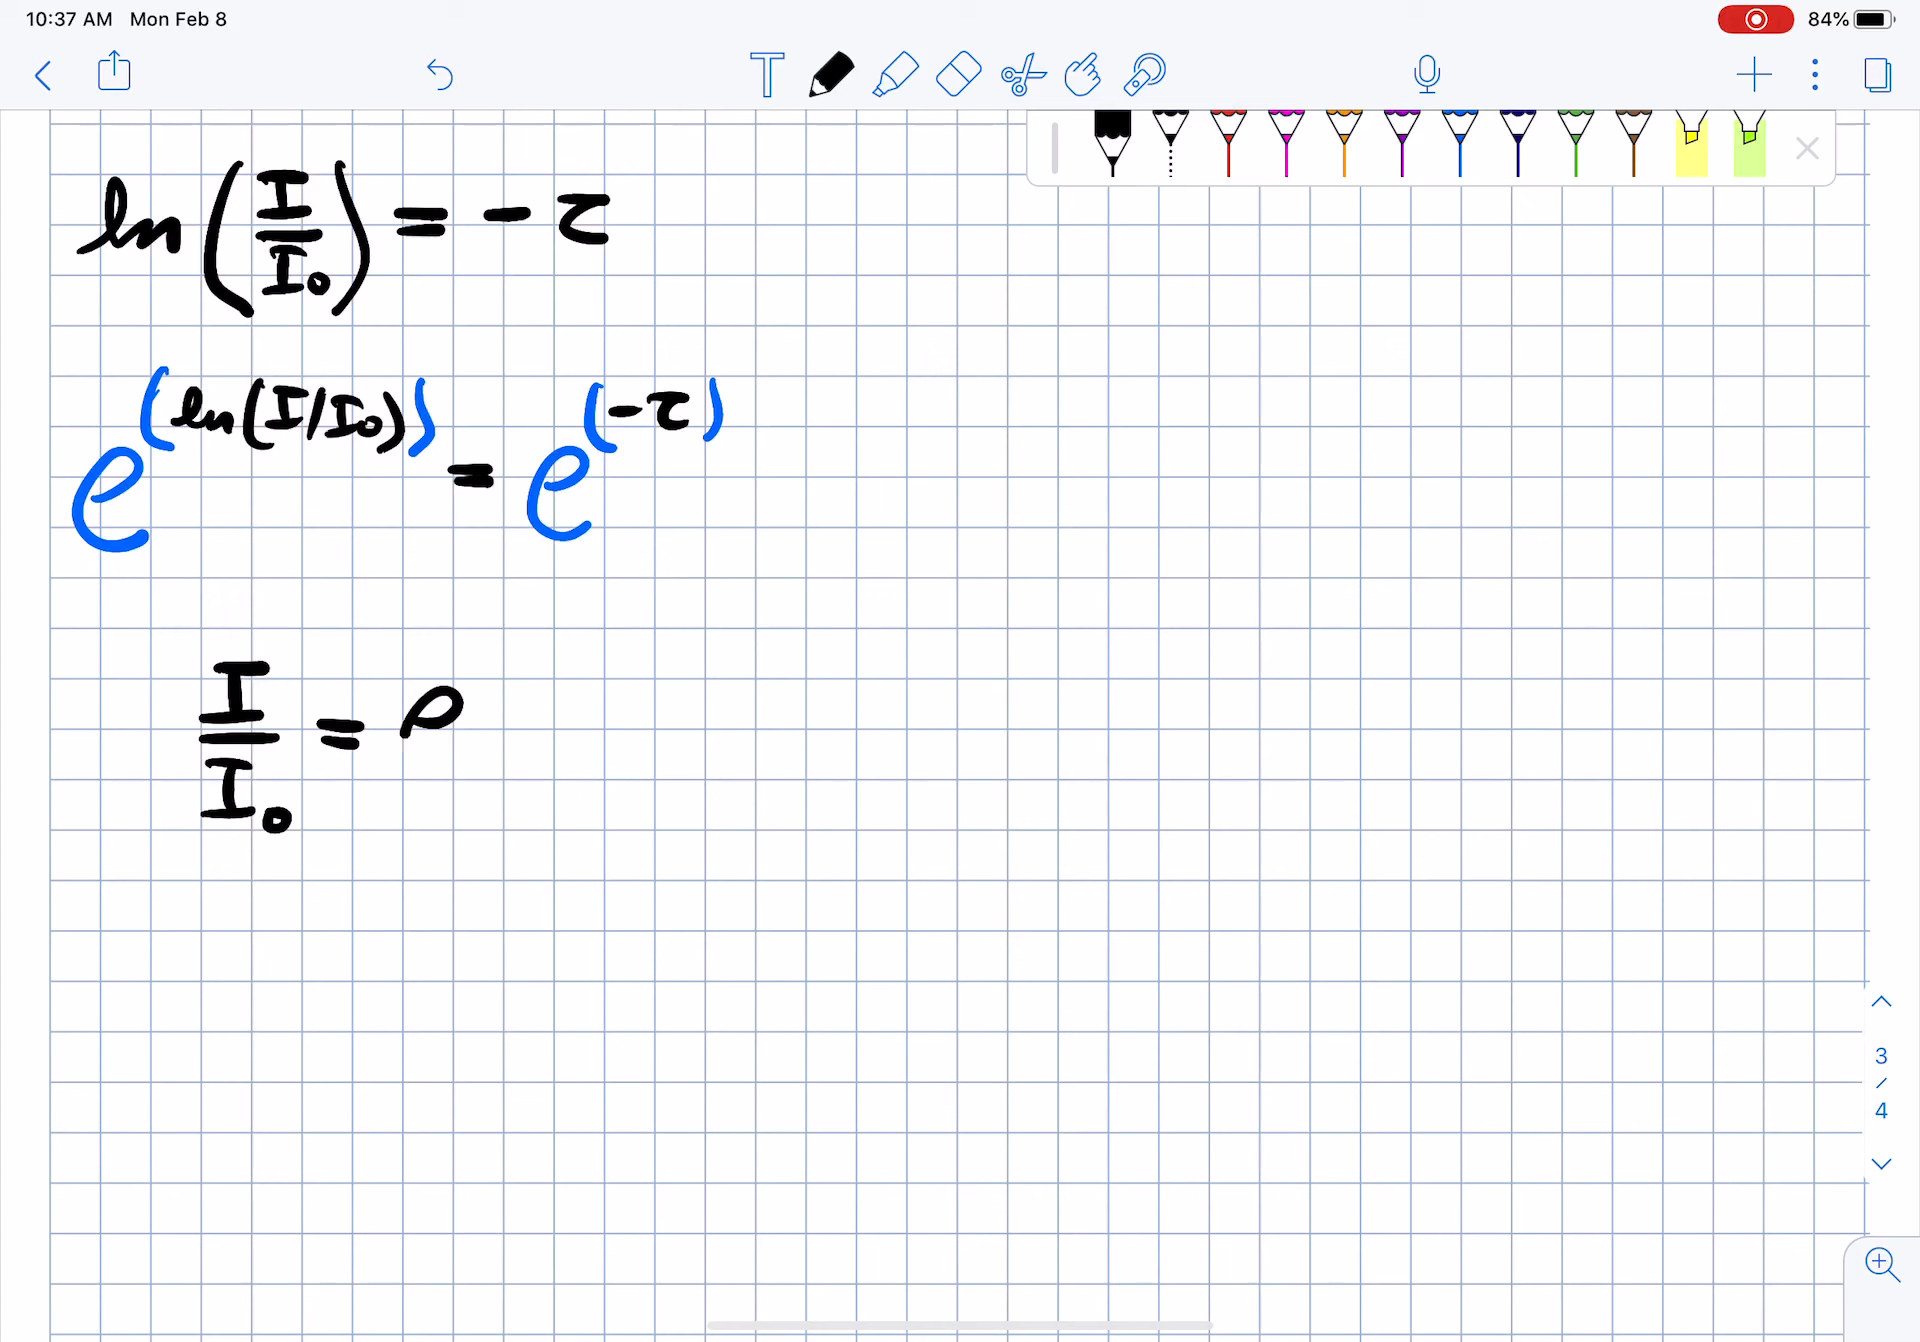 10:37 AM Mon Feb 8 84%
T
ln(I/I₀) = -τ
e^(ln(I/I₀)) = e^(-τ)
I/I₀ =
3
/
4